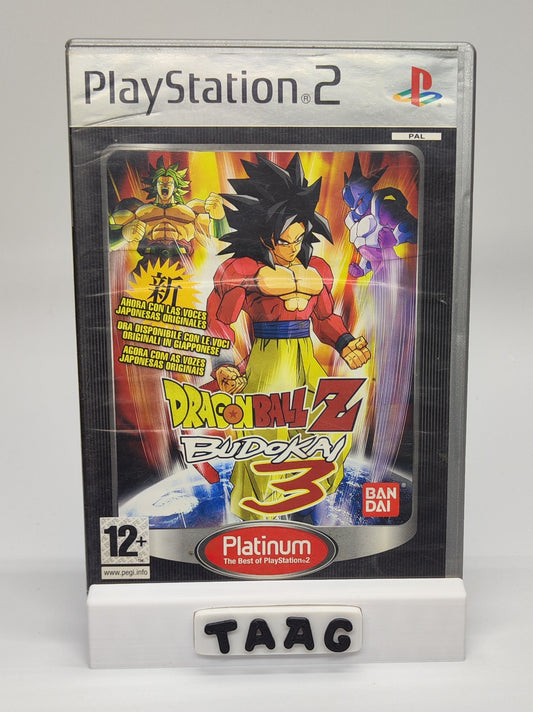 PlayStation®2
PAL
新
AHORA CON LAS VOCES
JAPONESAS ORIGINALES
ORA DISPONIBILE CON LE VOCI
ORIGINALI IN GIAPPONESE
AGORA COM AS VOZES
JAPONESAS ORIGINAIS
DRAGONBALL Z
BUDOKAI
3
BAN
DAI
12+
www.pegi.info
Platinum
The Best of PlayStation®2
TAAG